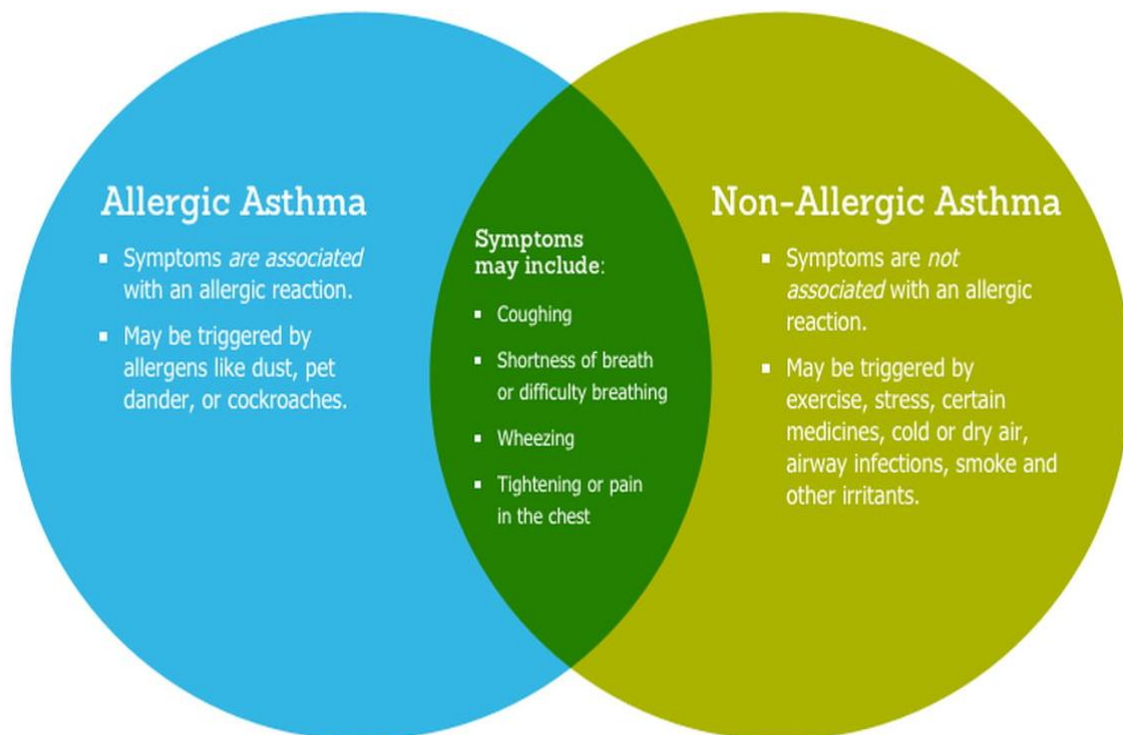 Allergic Asthma
▪ Symptoms are associated
with an allergic reaction.
▪ May be triggered by
allergens like dust, pet
dander, or cockroaches.
Symptoms
may include:
▪ Coughing
▪ Shortness of breath
or difficulty breathing
▪ Wheezing
▪ Tightening or pain
in the chest
Non-Allergic Asthma
▪ Symptoms are not
associated with an allergic
reaction.
▪ May be triggered by
exercise, stress, certain
medicines, cold or dry air,
airway infections, smoke and
other irritants.